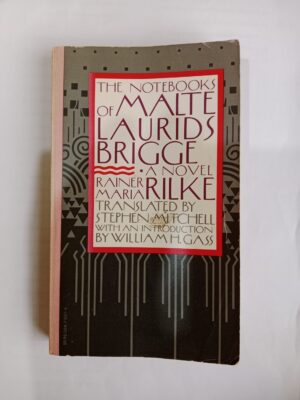 THE NOTEBOOKS
OF MALTE
LAURIDS
BRIGGE
· A NOVEL
RAINER
MARIA RILKE
TRANSLATED BY
STEPHEN MITCHELL
WITH AN INTRODUCTION
BY WILLIAM H. GASS